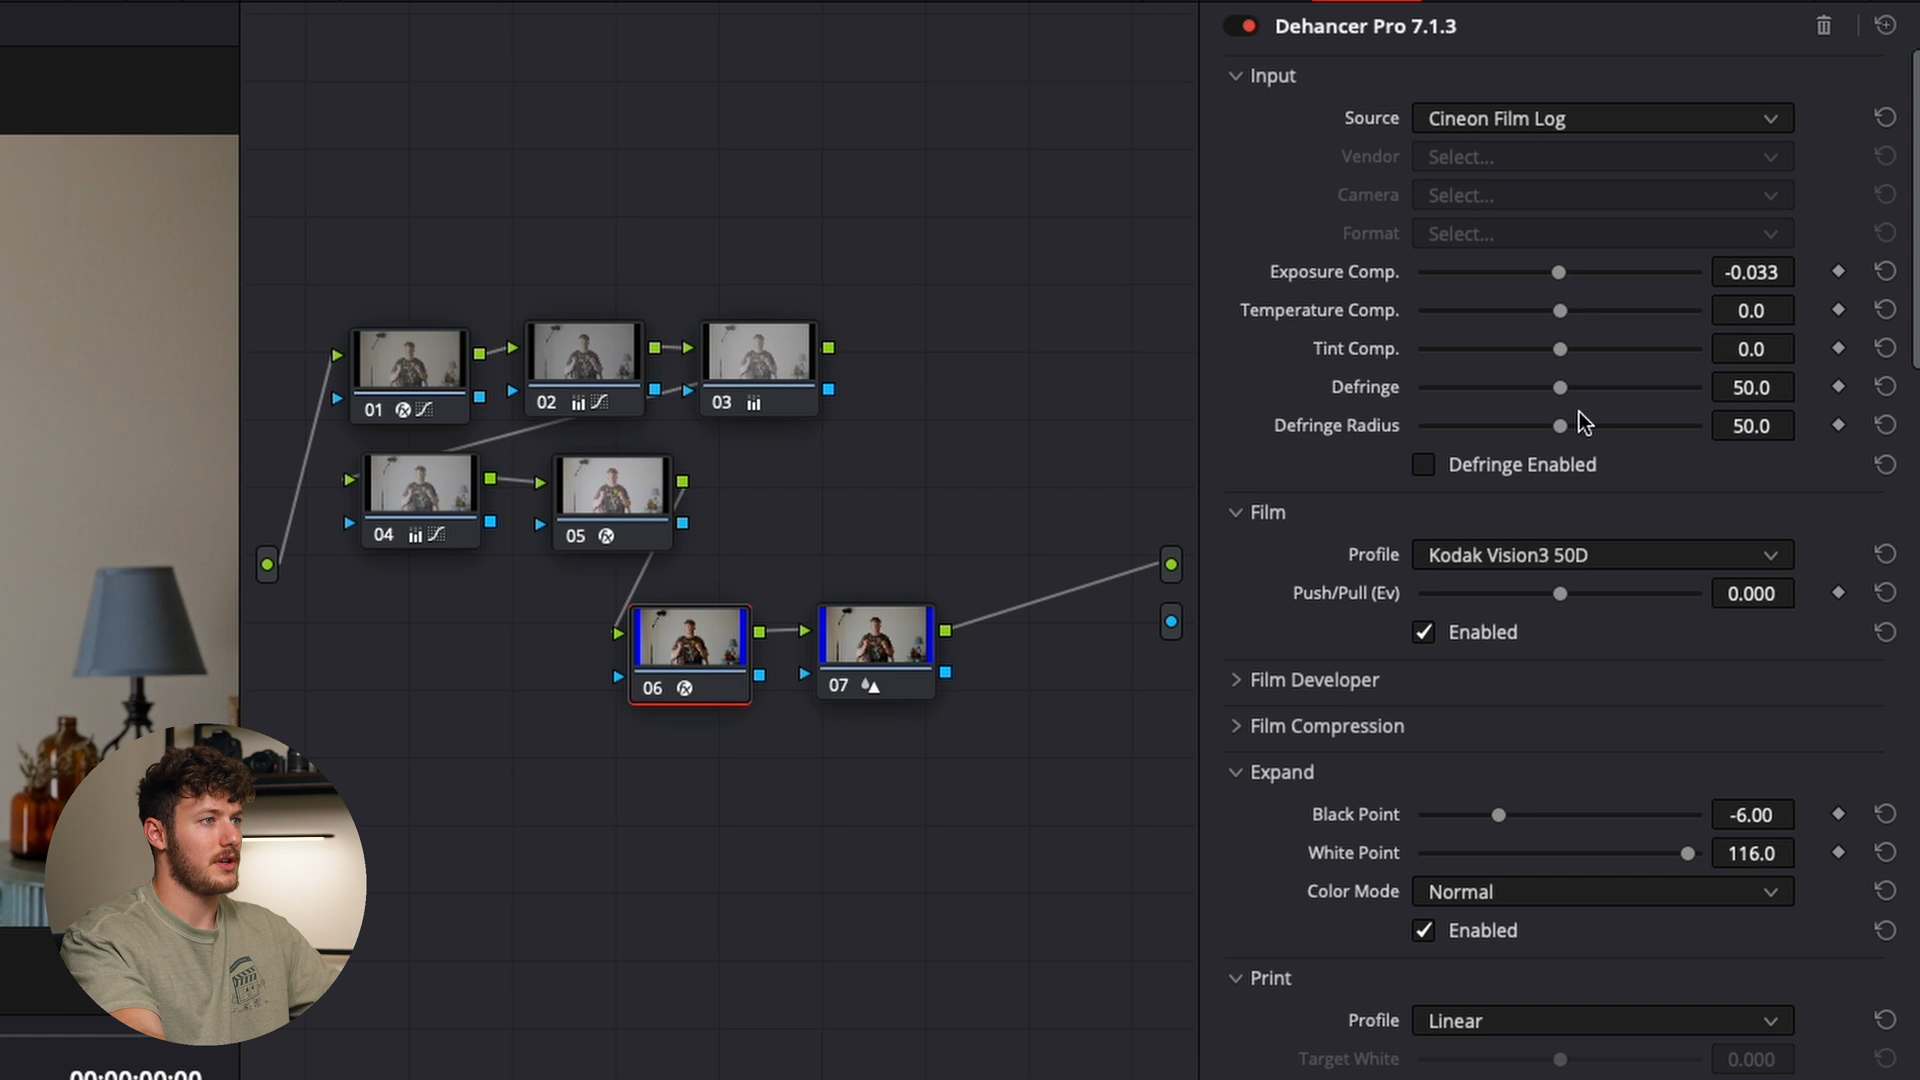 Dehancer Pro 7.1.3
Input
Source Cineon Film Log
Vendor Select...
Camera Select...
Format Select...
Exposure Comp. -0.033
Temperature Comp. 0.0
Tint Comp. 0.0
Defringe 50.0
Defringe Radius 50.0
Defringe Enabled
Film
Profile Kodak Vision3 50D
Push/Pull (Ev) 0.000
Enabled
Film Developer
Film Compression
Expand
Black Point -6.00
White Point 116.0
Color Mode Normal
Enabled
Print
Profile Linear
Target White 0.000
01
02
03
04
05
06
07
00:00:00:00